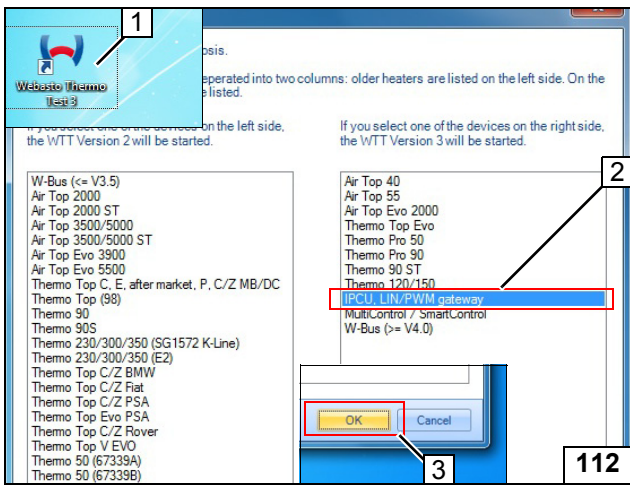 1
Webasto Thermo
Test 3
osis.
eperated into two columns: older heaters are listed on the left side. On the
e listed.
If you select one of the devices on the left side,
the WTT Version 2 will be started.
W-Bus (<= V3.5)
Air Top 2000
Air Top 2000 ST
Air Top 3500/5000
Air Top 3500/5000 ST
Air Top Evo 3900
Air Top Evo 5500
Thermo Top C, E, after market, P, C/Z MB/DC
Thermo Top (98)
Thermo 90
Thermo 90S
Thermo 230/300/350 (SG1572 K-Line)
Thermo 230/300/350 (E2)
Thermo Top C/Z BMW
Thermo Top C/Z Fiat
Thermo Top C/Z PSA
Thermo Top Evo PSA
Thermo Top C/Z Rover
Thermo Top V EVO
Thermo 50 (67339A)
Thermo 50 (67339B)
If you select one of the devices on the right side,
the WTT Version 3 will be started.
2
Air Top 40
Air Top 55
Air Top Evo 2000
Thermo Top Evo
Thermo Pro 50
Thermo Pro 90
Thermo 90 ST
Thermo 120/150
IPCU, LIN/PWM gateway
MultiControl / SmartControl
W-Bus (>= V4.0)
OK
Cancel
3
112